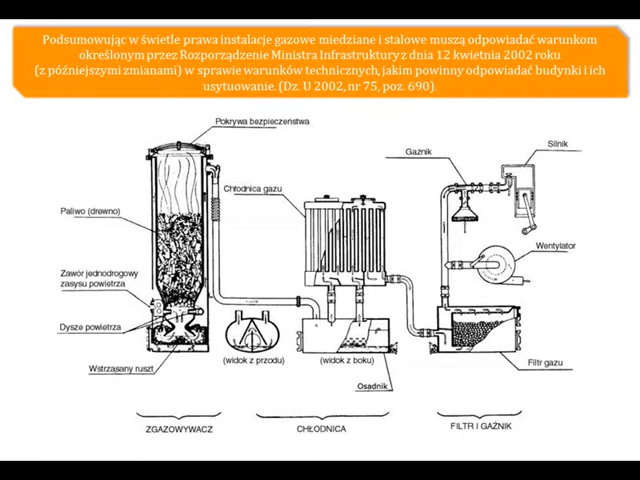 Podsumowując w świetle prawa instalacje gazowe miedziane i stalowe muszą odpowiadać warunkom
określonym przez Rozporządzenie Ministra Infrastruktury z dnia 12 kwietnia 2002 roku
(z późniejszymi zmianami) w sprawie warunków technicznych, jakim powinny odpowiadać budynki i ich
usytuowanie. (Dz. U 2002, nr 75, poz. 690).
Pokrywa bezpieczeństwa
Silnik
Gaźnik
Chłodnica gazu
Paliwo (drewno)
Wentylator
Zawór jednodrogowy
zasysu powietrza
Dysze powietrza
Wstrząsany ruszt
(widok z przodu)
(widok z boku)
Filtr gazu
Osadnik
ZGAZOWYWACZ
CHŁODNICA
FILTR I GAŹNIK